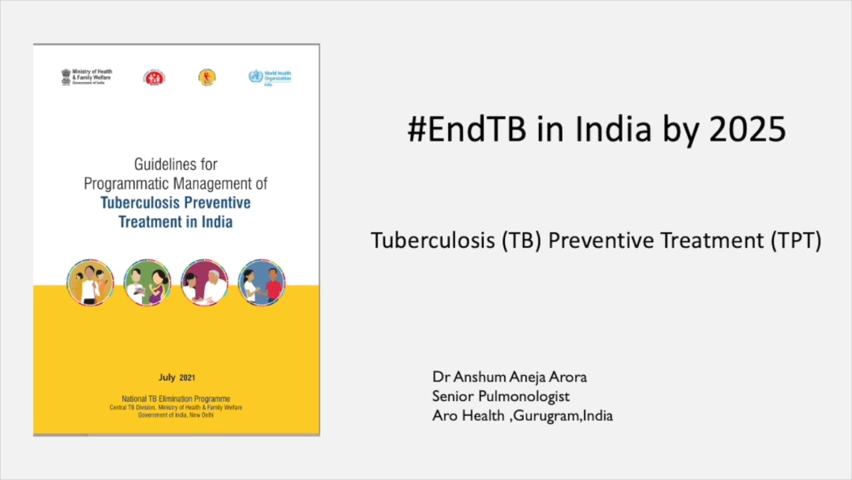 Ministry of Health
& Family Welfare
Government of India
World Health
Organization
India
Guidelines for
Programmatic Management of
Tuberculosis Preventive
Treatment in India
July 2021
National TB Elimination Programme
Central TB Division, Ministry of Health & Family Welfare
Government of India, New Delhi
#EndTB in India by 2025
Tuberculosis (TB) Preventive Treatment (TPT)
Dr Anshum Aneja Arora
Senior Pulmonologist
Aro Health ,Gurugram,India